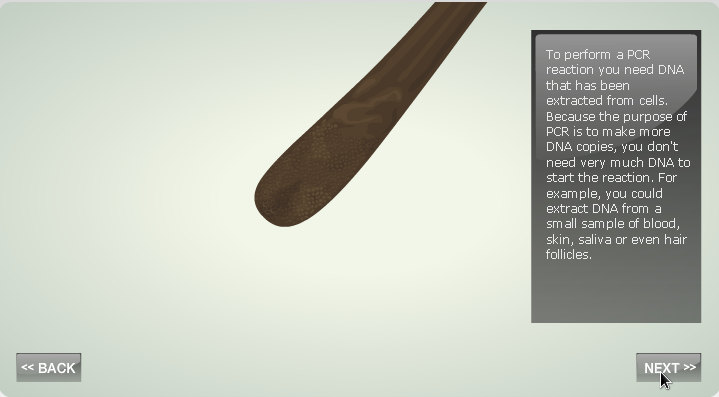 To perform a PCR
reaction you need DNA
that has been
extracted from cells.
Because the purpose of
PCR is to make more
DNA copies, you don't
need very much DNA to
start the reaction. For
example, you could
extract DNA from a
small sample of blood,
skin, saliva or even hair
follicles.
<< BACK
NEXT >>